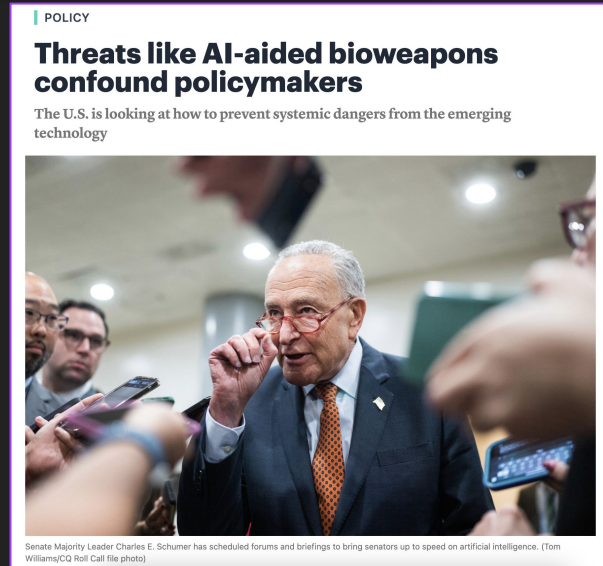 POLICY
Threats like AI-aided bioweapons
confound policymakers
The U.S. is looking at how to prevent systemic dangers from the emerging
technology
Senate Majority Leader Charles E. Schumer has scheduled forums and briefings to bring senators up to speed on artificial intelligence. (Tom
Williams/CQ Roll Call file photo)